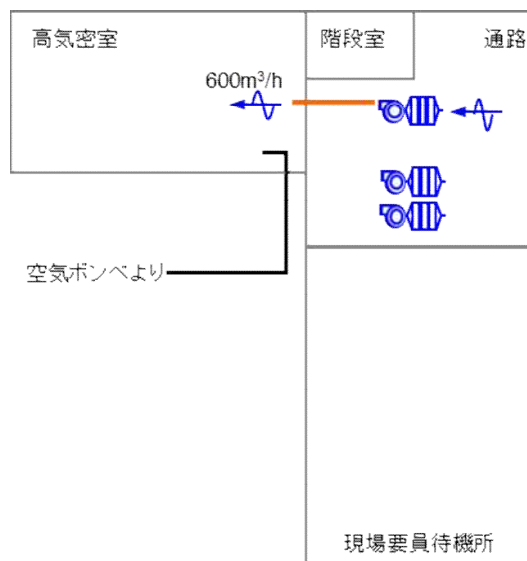 高気密室
階段室
通路
600m³/h
空気ボンベより
現場要員待機所